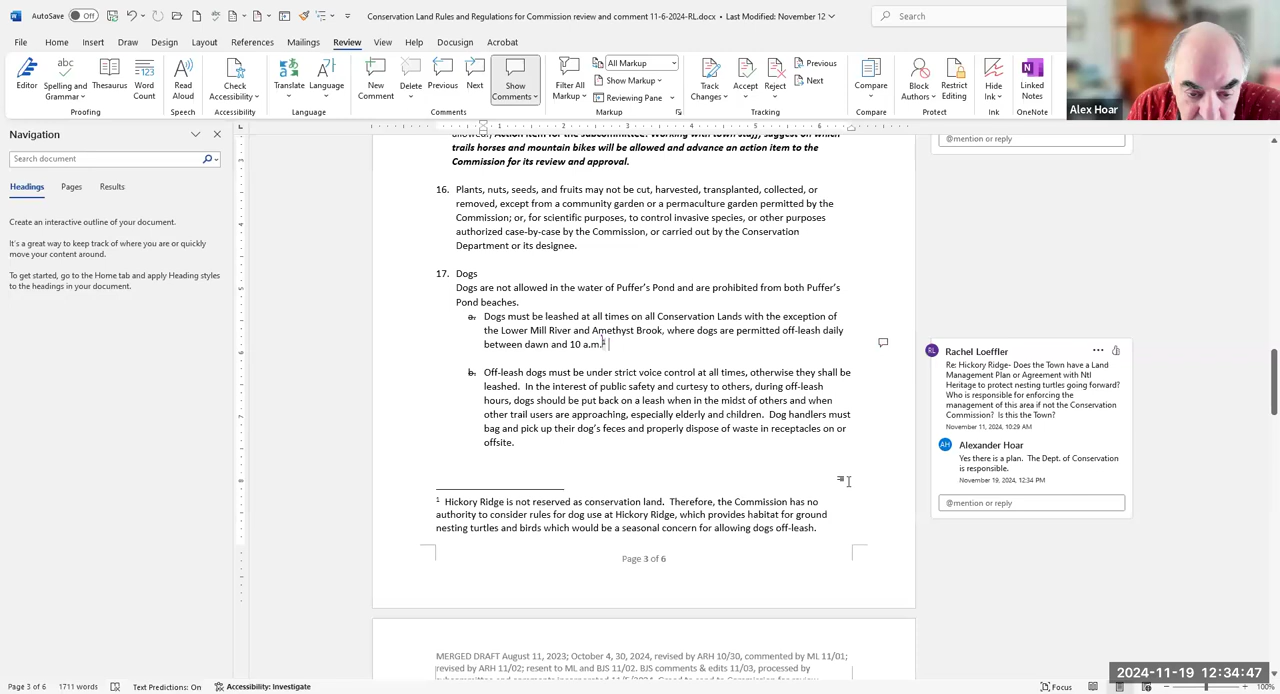 AutoSave Off
Conservation Land Rules and Regulations for Commission review and comment 11-6-2024-RL.docx • Last Modified: November 12
Search
File Home Insert Draw Design Layout References Mailings Review View Help Docusign Acrobat
Editor
Spelling and Grammar
Thesaurus
Word Count
Read Aloud
Check Accessibility
Translate
Language
New Comment
Delete
Previous
Next
Show Comments
Filter All Markup
All Markup
Show Markup
Reviewing Pane
Track Changes
Accept
Reject
Previous
Next
Compare
Block Authors
Restrict Editing
Hide Ink
Linked Notes
Proofing Speech Accessibility Language Comments Markup Tracking Changes Compare Protect Ink OneNote
Alex Hoar
Navigation
Search document
Headings Pages Results
Create an interactive outline of your document.
It's a great way to keep track of where you are or quickly
move your content around.
To get started, go to the Home tab and apply Heading styles
to the headings in your document.
allowed. Action item for the subcommittee: Working with town staff, suggest on which
trails horses and mountain bikes will be allowed and advance an action item to the
Commission for its review and approval.
16. Plants, nuts, seeds, and fruits may not be cut, harvested, transplanted, collected, or
removed, except from a community garden or a permaculture garden permitted by the
Commission; or, for scientific purposes, to control invasive species, or other purposes
authorized case-by-case by the Commission, or carried out by the Conservation
Department or its designee.
17. Dogs
Dogs are not allowed in the water of Puffer's Pond and are prohibited from both Puffer's
Pond beaches.
a. Dogs must be leashed at all times on all Conservation Lands with the exception of
the Lower Mill River and Amethyst Brook, where dogs are permitted off-leash daily
between dawn and 10 a.m.1
b. Off-leash dogs must be under strict voice control at all times, otherwise they shall be
leashed. In the interest of public safety and curtesy to others, during off-leash
hours, dogs should be put back on a leash when in the midst of others and when
other trail users are approaching, especially elderly and children. Dog handlers must
bag and pick up their dog's feces and properly dispose of waste in receptacles on or
offsite.
1 Hickory Ridge is not reserved as conservation land. Therefore, the Commission has no
authority to consider rules for dog use at Hickory Ridge, which provides habitat for ground
nesting turtles and birds which would be a seasonal concern for allowing dogs off-leash.
Page 3 of 6
MERGED DRAFT August 11, 2023; October 4, 30, 2024, revised by ARH 10/30, commented by ML 11/01;
revised by ARH 11/02; resent to ML and BJS 11/02. BJS comments & edits 11/03, processed by
@mention or reply
RL Rachel Loeffler
Re: Hickory Ridge- Does the Town have a Land
Management Plan or Agreement with Ntl
Heritage to protect nesting turtles going forward?
Who is responsible for enforcing the
management of this area if not the Conservation
Commission? Is this the Town?
November 11, 2024, 10:29 AM
AH Alexander Hoar
Yes there is a plan. The Dept. of Conservation
is responsible.
November 19, 2024, 12:34 PM
@mention or reply
2024-11-19 12:34:47
Page 3 of 6 1711 words Text Predictions: On Accessibility: Investigate Focus 100%